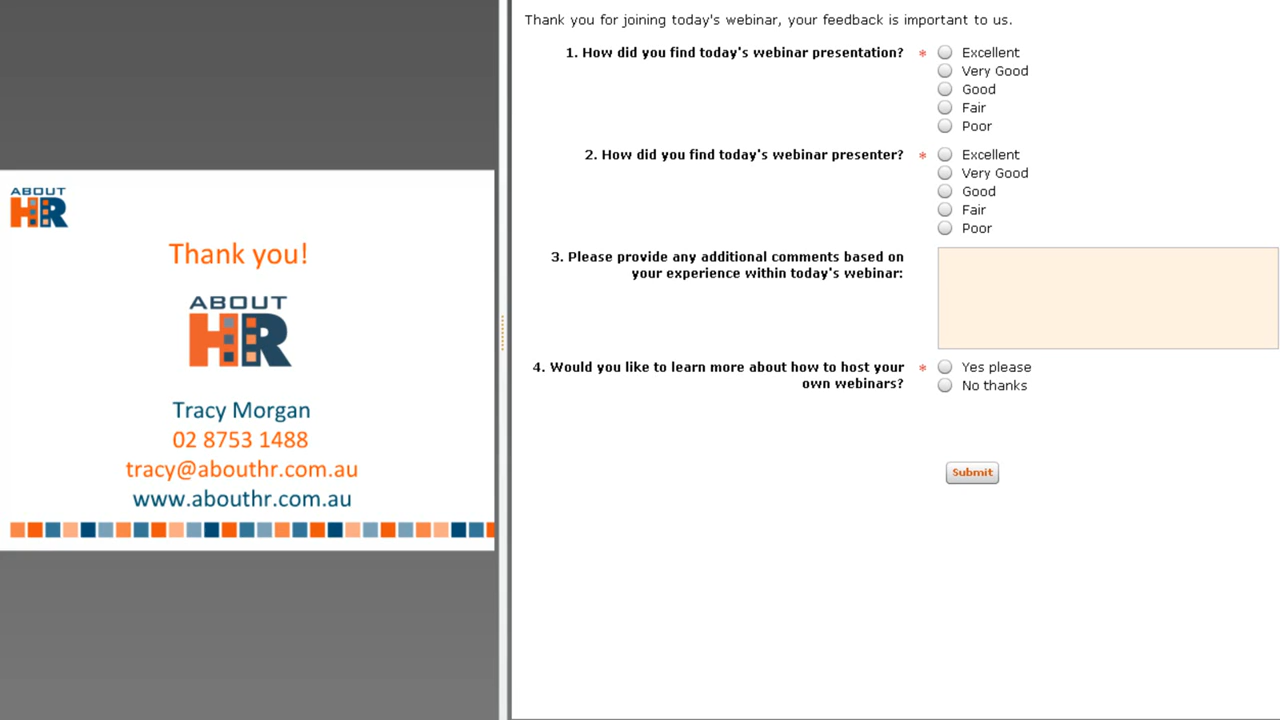 ABOUT
HR
Thank you!
ABOUT
HR
Tracy Morgan
02 8753 1488
tracy@abouthr.com.au
www.abouthr.com.au
Thank you for joining today's webinar, your feedback is important to us.
1. How did you find today's webinar presentation? *
Excellent
Very Good
Good
Fair
Poor
2. How did you find today's webinar presenter? *
Excellent
Very Good
Good
Fair
Poor
3. Please provide any additional comments based on
your experience within today's webinar:
4. Would you like to learn more about how to host your *
own webinars?
Yes please
No thanks
Submit